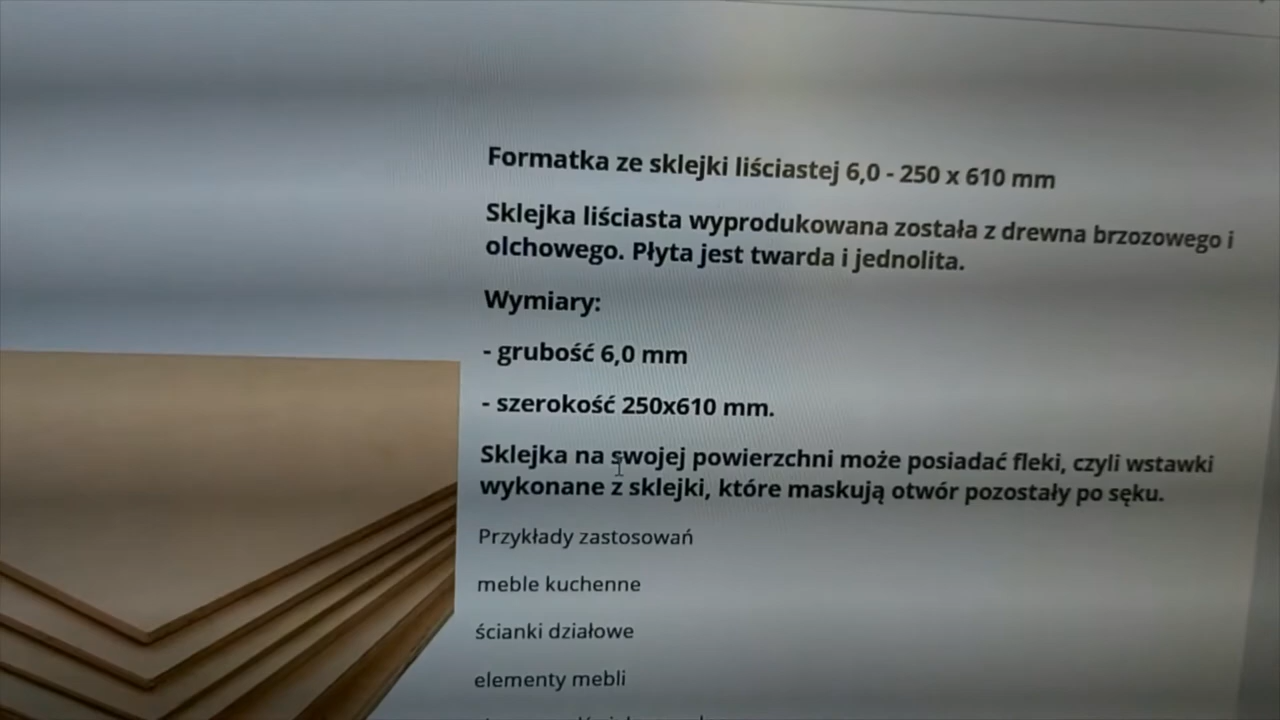 Formatka ze sklejki liściastej 6,0 - 250 x 610 mm
Sklejka liściasta wyprodukowana została z drewna brzozowego i
olchowego. Płyta jest twarda i jednolita.
Wymiary:
- grubość 6,0 mm
- szerokość 250x610 mm.
Sklejka na swojej powierzchni może posiadać fleki, czyli wstawki
wykonane z sklejki, które maskują otwór pozostały po sęku.
Przykłady zastosowań
meble kuchenne
ścianki działowe
elementy mebli